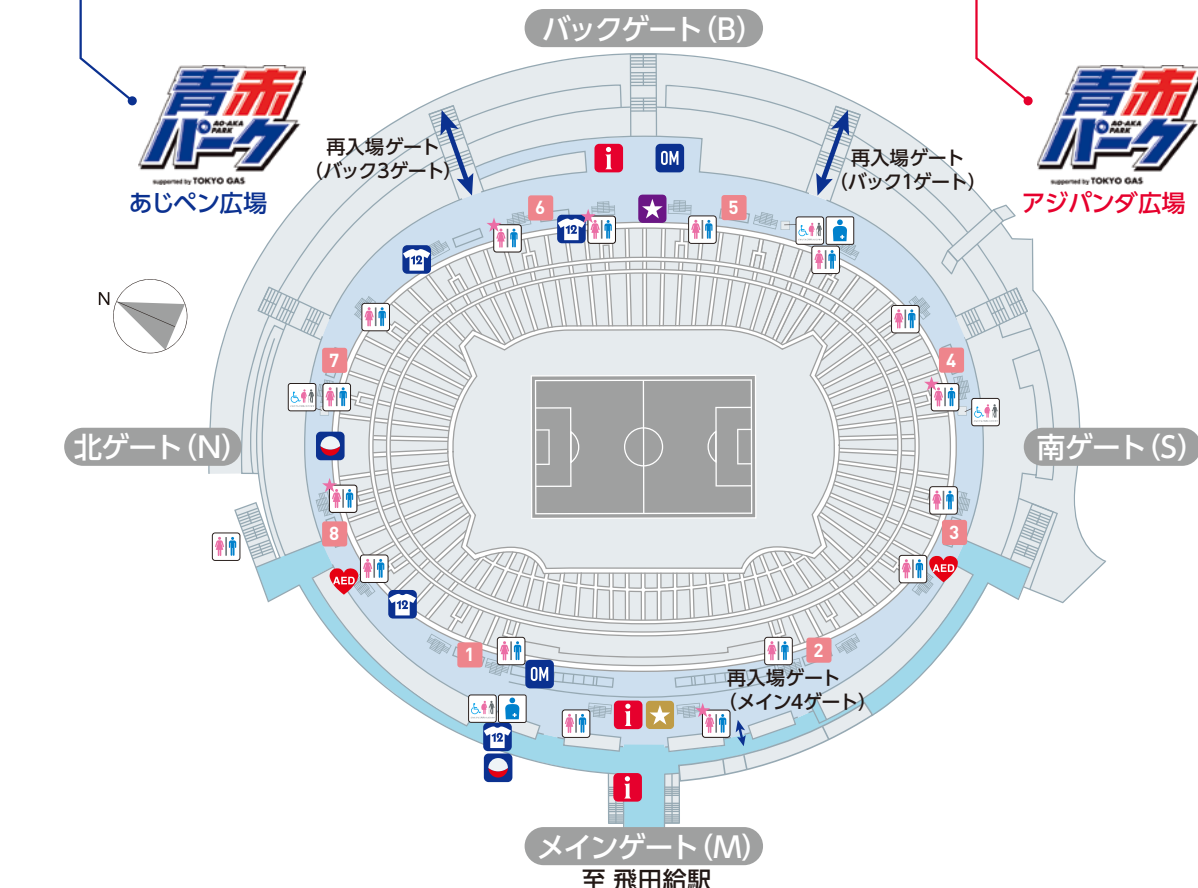 バックゲート(B)
青赤
パーク
AO-AKA
PARK
supported by TOKYO GAS
あじペン広場
青赤
パーク
AO-AKA
PARK
supported by TOKYO GAS
アジパンダ広場
再入場ゲート
(バック3ゲート)
再入場ゲート
(バック1ゲート)
i
OM
6
5
12
12
N
7
4
北ゲート(N)
南ゲート(S)
8
3
AED
AED
12
1
2
OM
再入場ゲート
(メイン4ゲート)
i
12
i
メインゲート(M)
至 飛田給駅